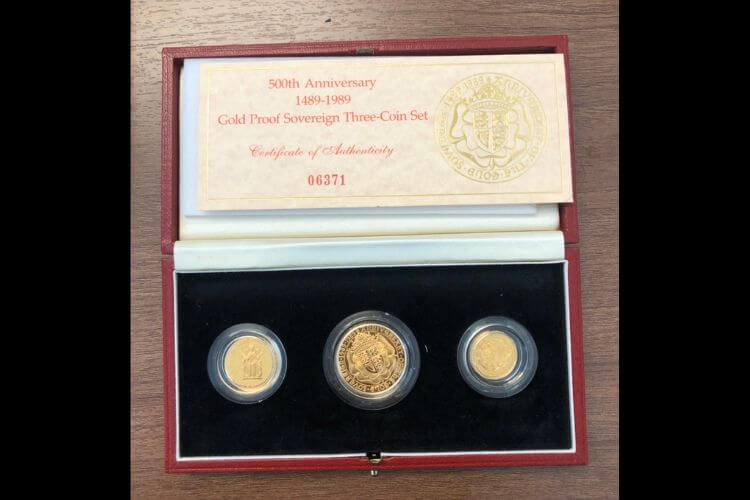 500th Anniversary
1489-1989
Gold Proof Sovereign Three-Coin Set
Certificate of Authenticity
06371